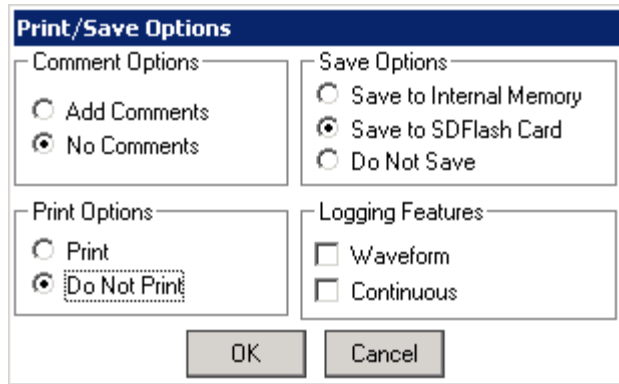 Print/Save Options
Comment Options
Add Comments
No Comments
Save Options
Save to Internal Memory
Save to SDFlash Card
Do Not Save
Print Options
Print
Do Not Print
Logging Features
Waveform
Continuous
OK
Cancel